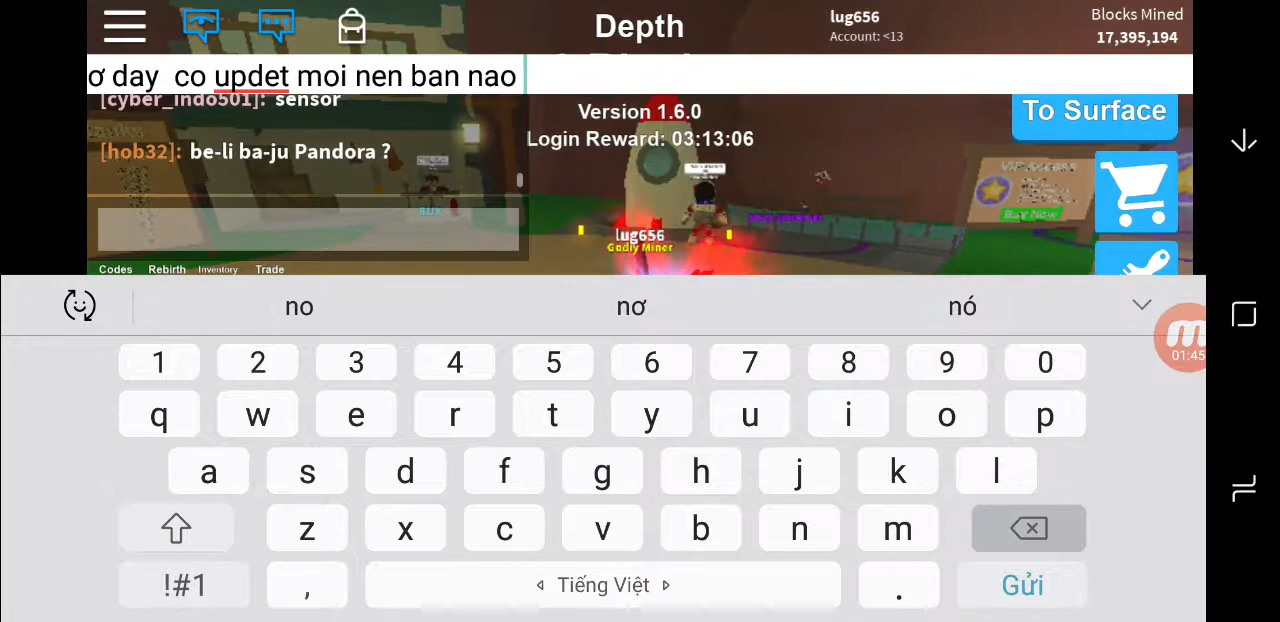 Depth
lug656
Account: <13
Blocks Mined
17,395,194
ơ day co updet moi nen ban nao
[cyber_indo501]: sensor
[hob32]: be-li ba-ju Pandora ?
Version 1.6.0
Login Reward: 03:13:06
To Surface
Buy Now
BUY
lug656
Godly Miner
Codes Rebirth Inventory Trade
no nơ nó
01:45
1 2 3 4 5 6 7 8 9 0
q w e r t y u i o p
a s d f g h j k l
z x c v b n m
!#1 , Tiếng Việt . Gửi